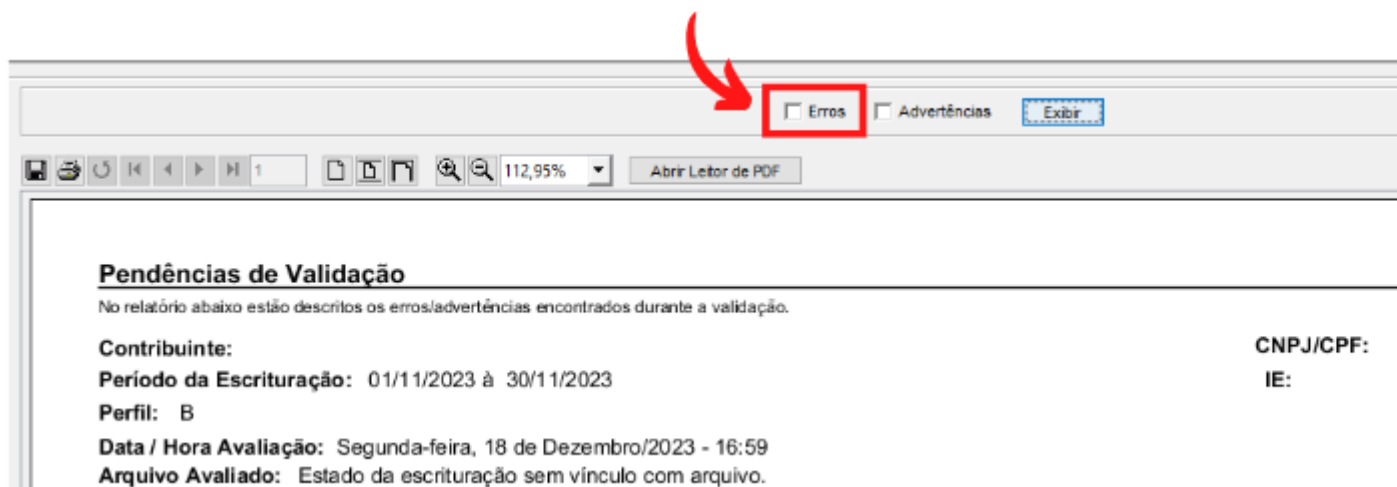 Erros Advertências Exibir
1 112,95% Abrir Leitor de PDF
Pendências de Validação
No relatório abaixo estão descritos os erros/advertências encontrados durante a validação.
Contribuinte: CNPJ/CPF:
Período da Escrituração: 01/11/2023 à 30/11/2023 IE:
Perfil: B
Data / Hora Avaliação: Segunda-feira, 18 de Dezembro/2023 - 16:59
Arquivo Avaliado: Estado da escrituração sem vínculo com arquivo.